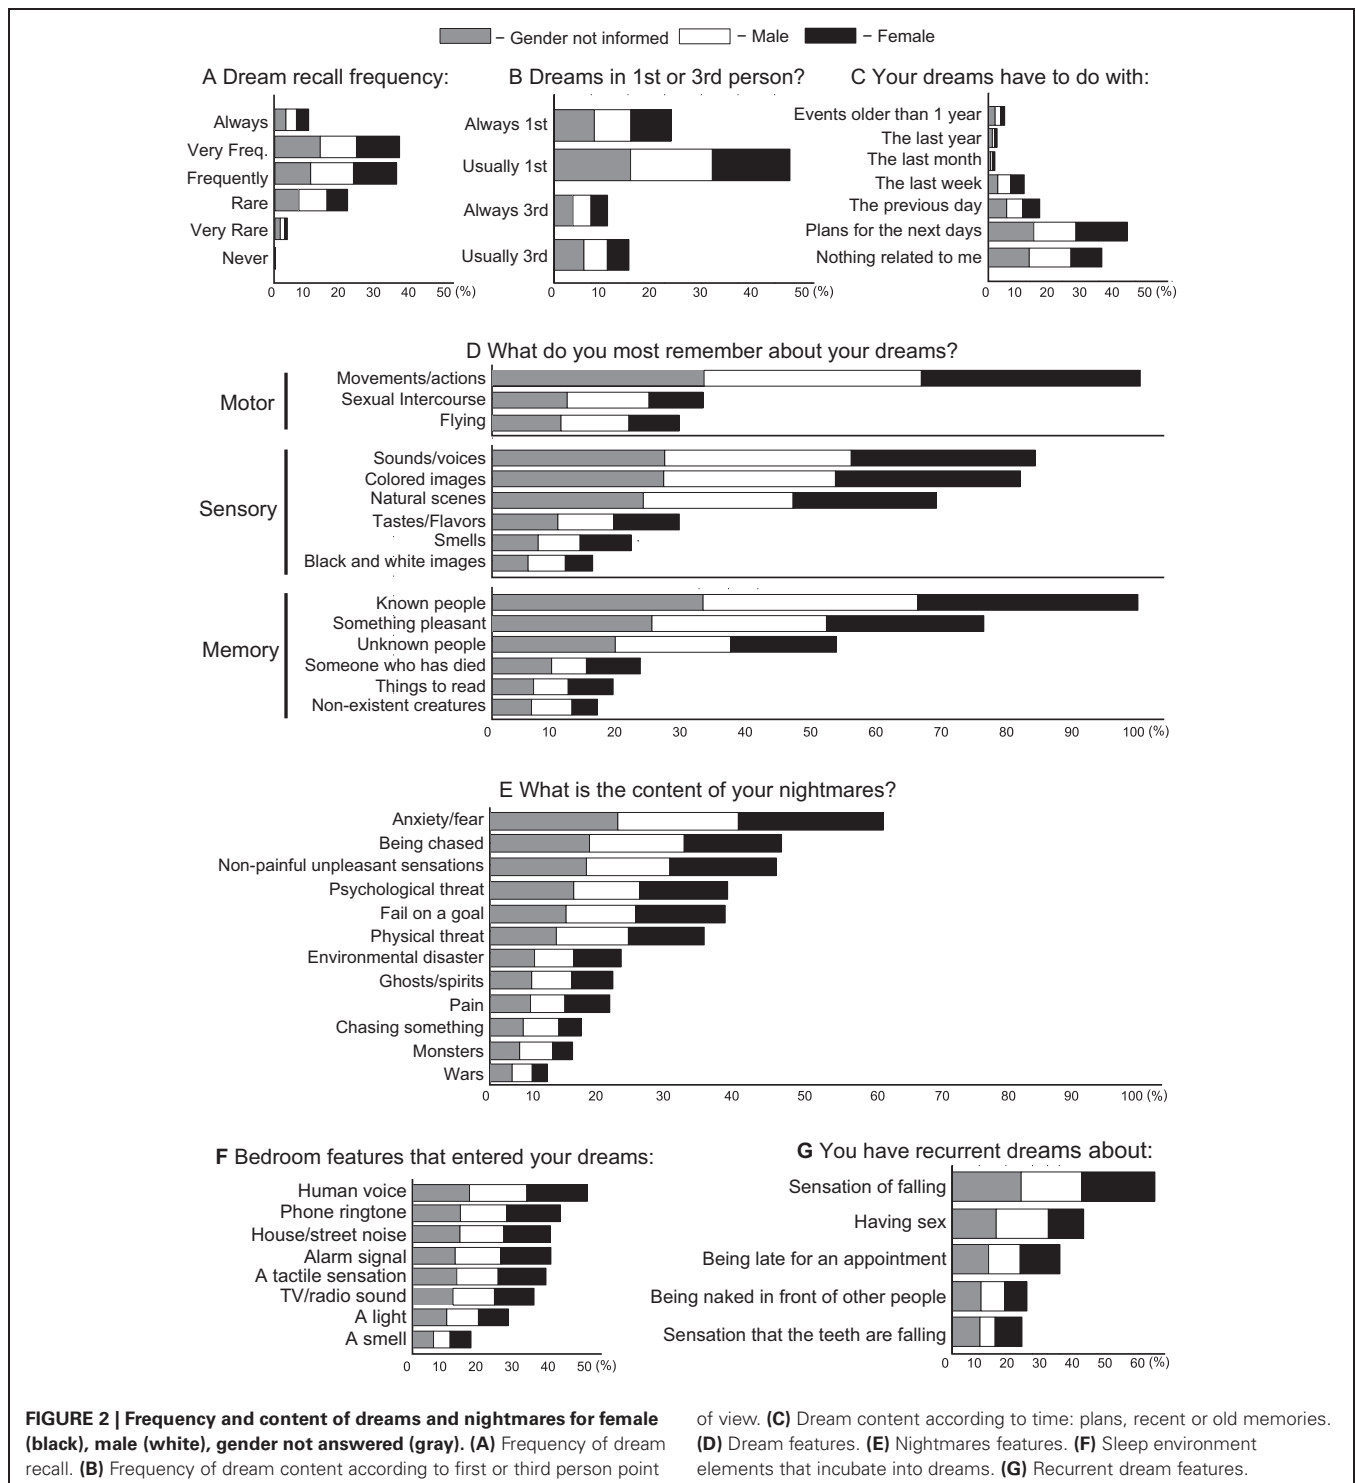 – Gender not informed – Male – Female
A Dream recall frequency:
Always
Very Freq.
Frequently
Rare
Very Rare
Never
0 10 20 30 40 50 (%)
B Dreams in 1st or 3rd person?
Always 1st
Usually 1st
Always 3rd
Usually 3rd
0 10 20 30 40 50 (%)
C Your dreams have to do with:
Events older than 1 year
The last year
The last month
The last week
The previous day
Plans for the next days
Nothing related to me
0 10 20 30 40 50 (%)
D What do you most remember about your dreams?
Motor
Movements/actions
Sexual Intercourse
Flying
Sensory
Sounds/voices
Colored images
Natural scenes
Tastes/Flavors
Smells
Black and white images
Memory
Known people
Something pleasant
Unknown people
Someone who has died
Things to read
Non-existent creatures
0 10 20 30 40 50 60 70 80 90 100 (%)
E What is the content of your nightmares?
Anxiety/fear
Being chased
Non-painful unpleasant sensations
Psychological threat
Fail on a goal
Physical threat
Environmental disaster
Ghosts/spirits
Pain
Chasing something
Monsters
Wars
0 10 20 30 40 50 60 70 80 90 100 (%)
F Bedroom features that entered your dreams:
Human voice
Phone ringtone
House/street noise
Alarm signal
A tactile sensation
TV/radio sound
A light
A smell
0 10 20 30 40 50 (%)
G You have recurrent dreams about:
Sensation of falling
Having sex
Being late for an appointment
Being naked in front of other people
Sensation that the teeth are falling
0 10 20 30 40 50 60 (%)
FIGURE 2 | Frequency and content of dreams and nightmares for female
(black), male (white), gender not answered (gray). (A) Frequency of dream
recall. (B) Frequency of dream content according to first or third person point
of view. (C) Dream content according to time: plans, recent or old memories.
(D) Dream features. (E) Nightmares features. (F) Sleep environment
elements that incubate into dreams. (G) Recurrent dream features.